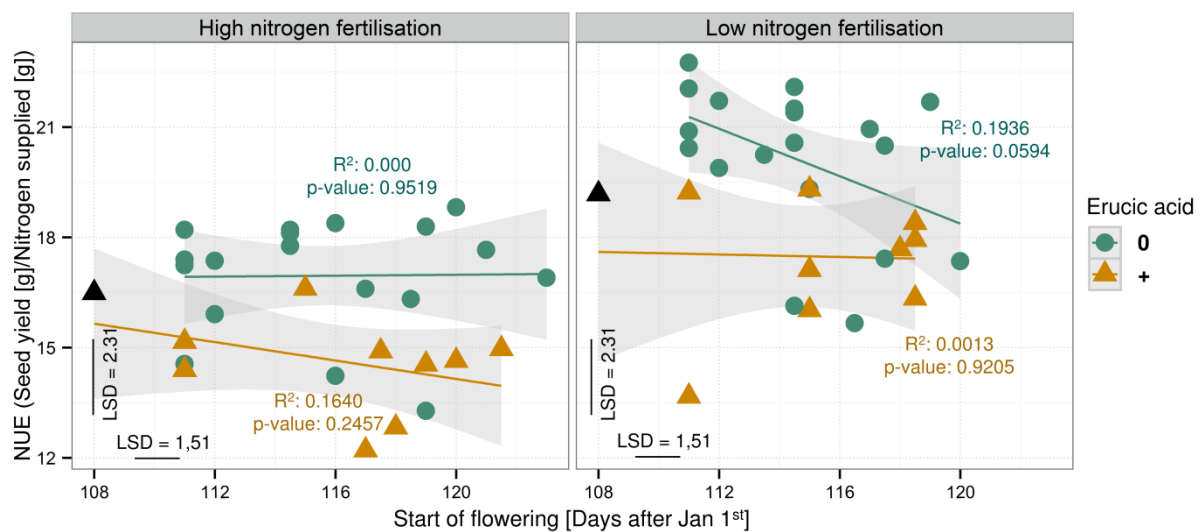 High nitrogen fertilisation
Low nitrogen fertilisation
NUE (Seed yield [g]/Nitrogen supplied [g])
21
18
15
12
R²: 0.000
p-value: 0.9519
LSD = 2.31
LSD = 1,51
R²: 0.1640
p-value: 0.2457
R²: 0.1936
p-value: 0.0594
LSD = 2.31
LSD = 1,51
R²: 0.0013
p-value: 0.9205
108 112 116 120
108 112 116 120
Start of flowering [Days after Jan 1st]
Erucic acid
0
+